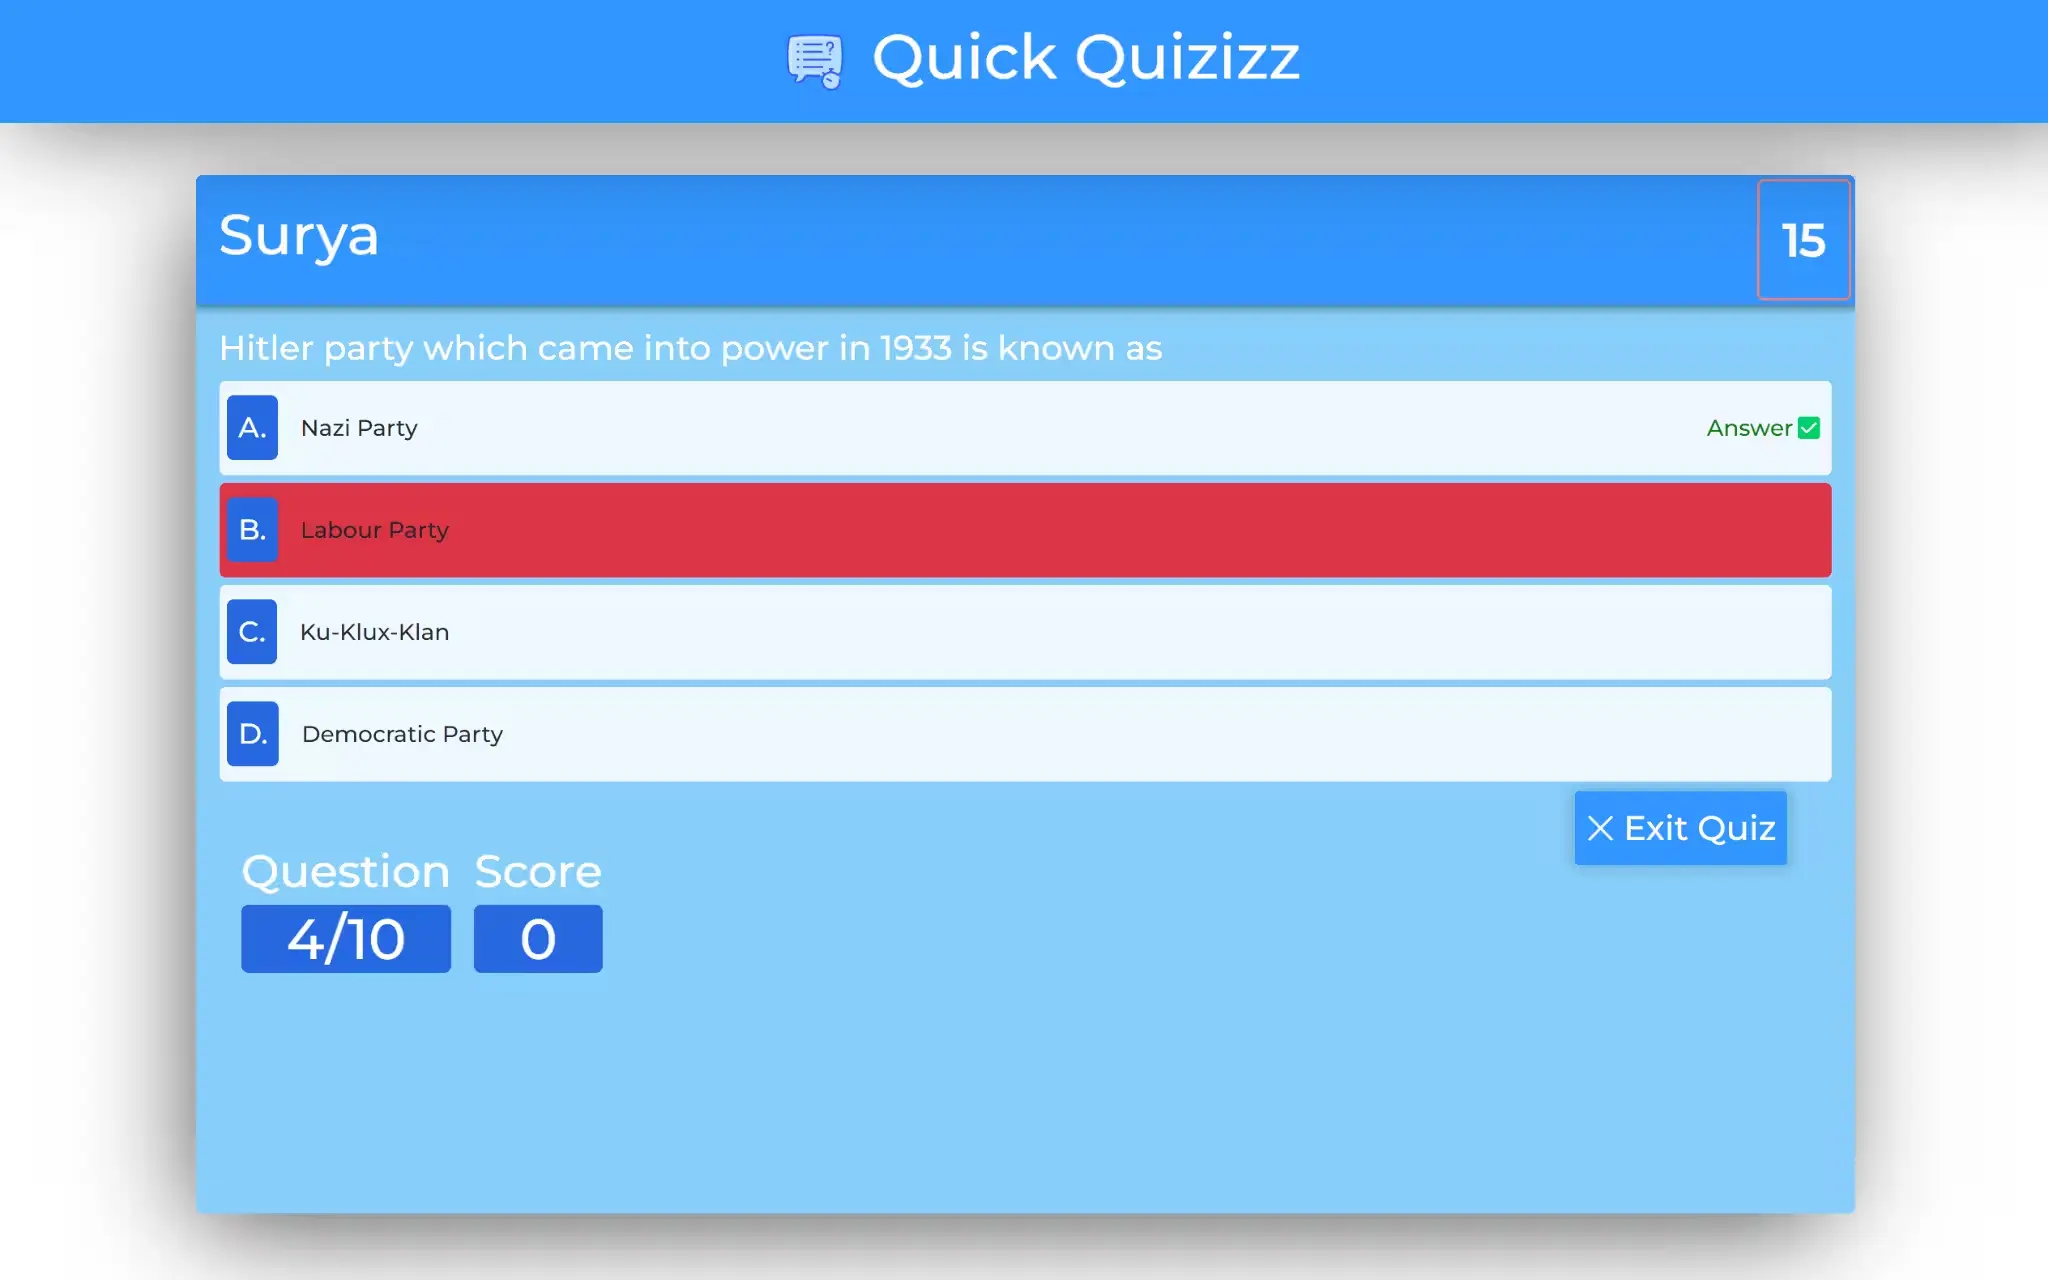 Quick Quizizz
Surya
15
Hitler party which came into power in 1933 is known as
A. Nazi Party Answer ✅
B. Labour Party
C. Ku-Klux-Klan
D. Democratic Party
Exit Quiz
Question Score
4/10 0